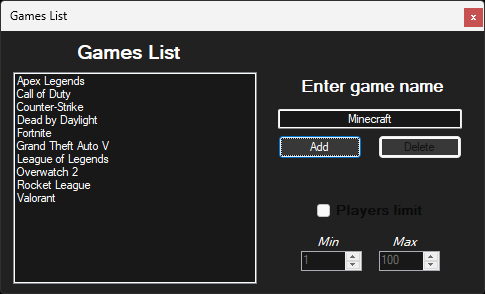 Games List
x
Games List
Apex Legends
Call of Duty
Counter-Strike
Dead by Daylight
Fortnite
Grand Theft Auto V
League of Legends
Overwatch 2
Rocket League
Valorant
Enter game name
Minecraft
Add Delete
Players limit
Min Max
1 100